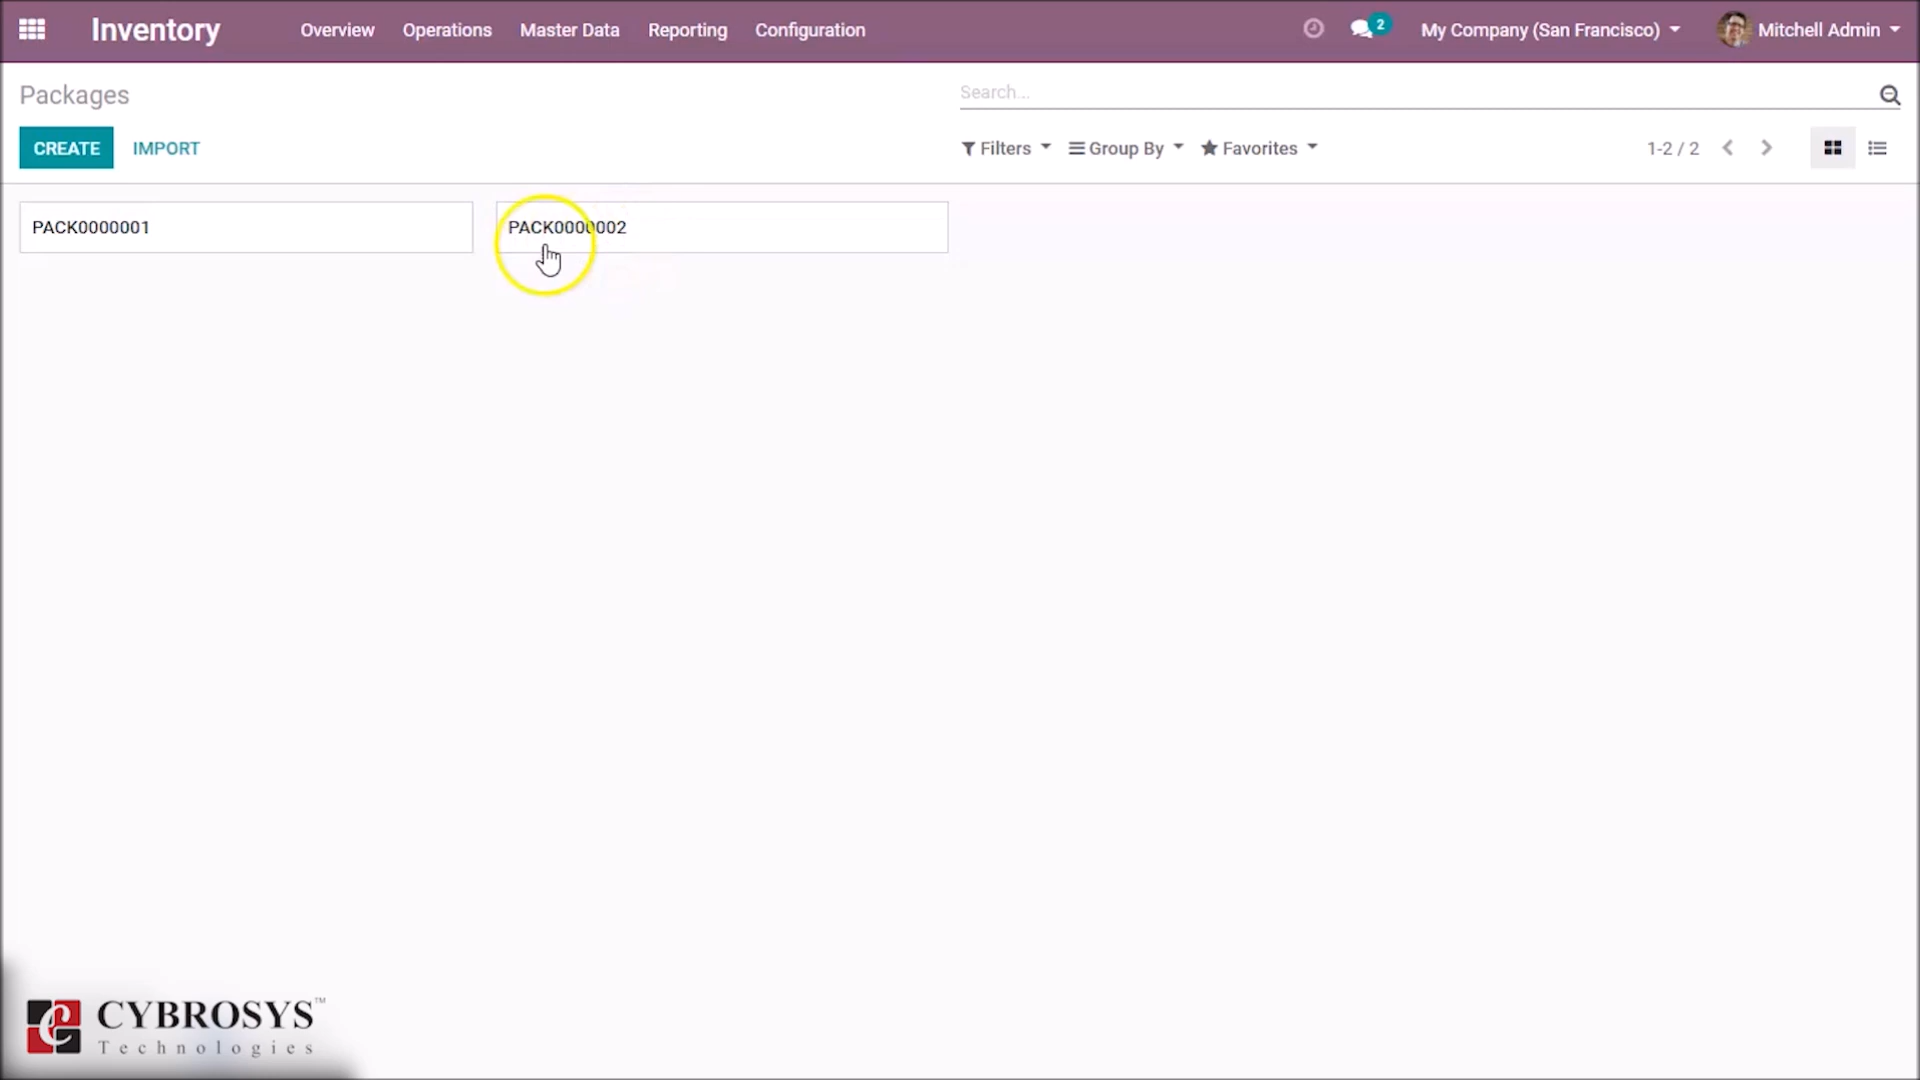 Inventory Overview Operations Master Data Reporting Configuration 2 My Company (San Francisco) Mitchell Admin
Packages Search...
CREATE IMPORT Filters Group By Favorites 1-2 / 2
PACK0000001 PACK0000002
CYBROSYS™
Technologies